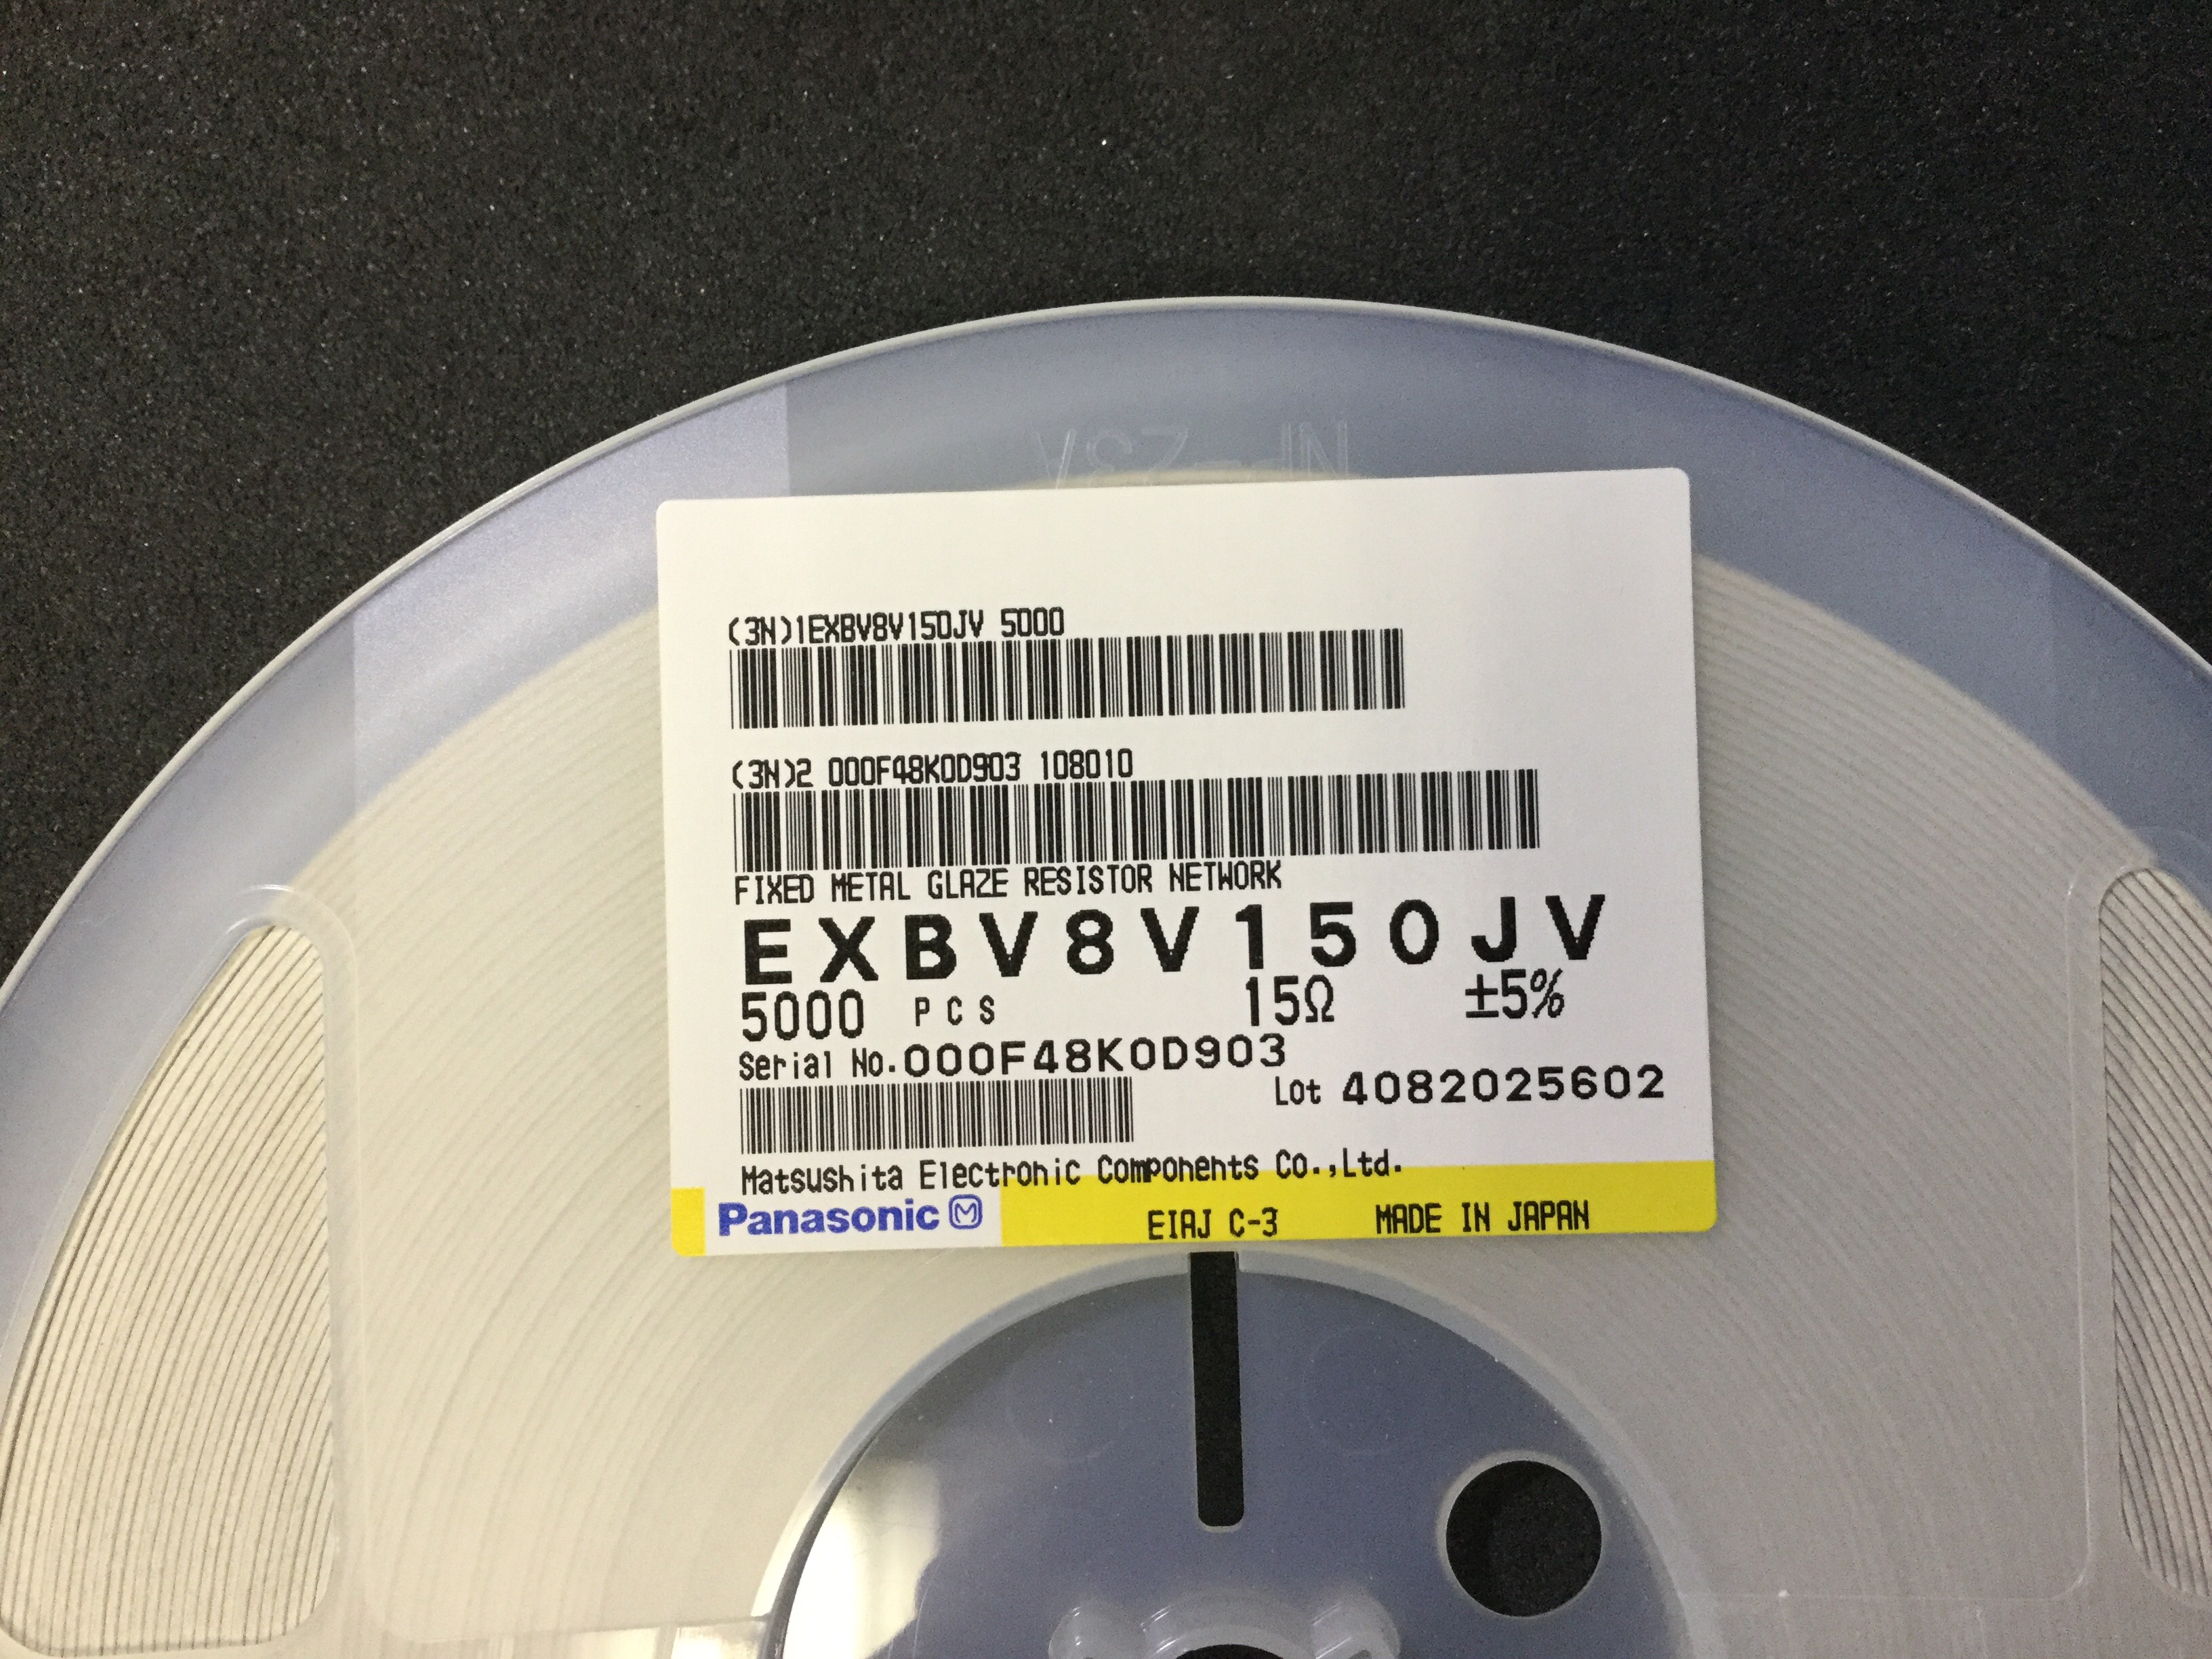 (3N)1EXBV8V150JV 5000
(3N)2 000F48K0D903 108010
FIXED METAL GLAZE RESISTOR NETWORK
EXBV8V150JV
5000 PCS 15Ω ±5%
Serial No.000F48K0D903
Lot 4082025602
Matsushita Electronic Components Co.,Ltd.
Panasonic M EIAJ C-3 MADE IN JAPAN